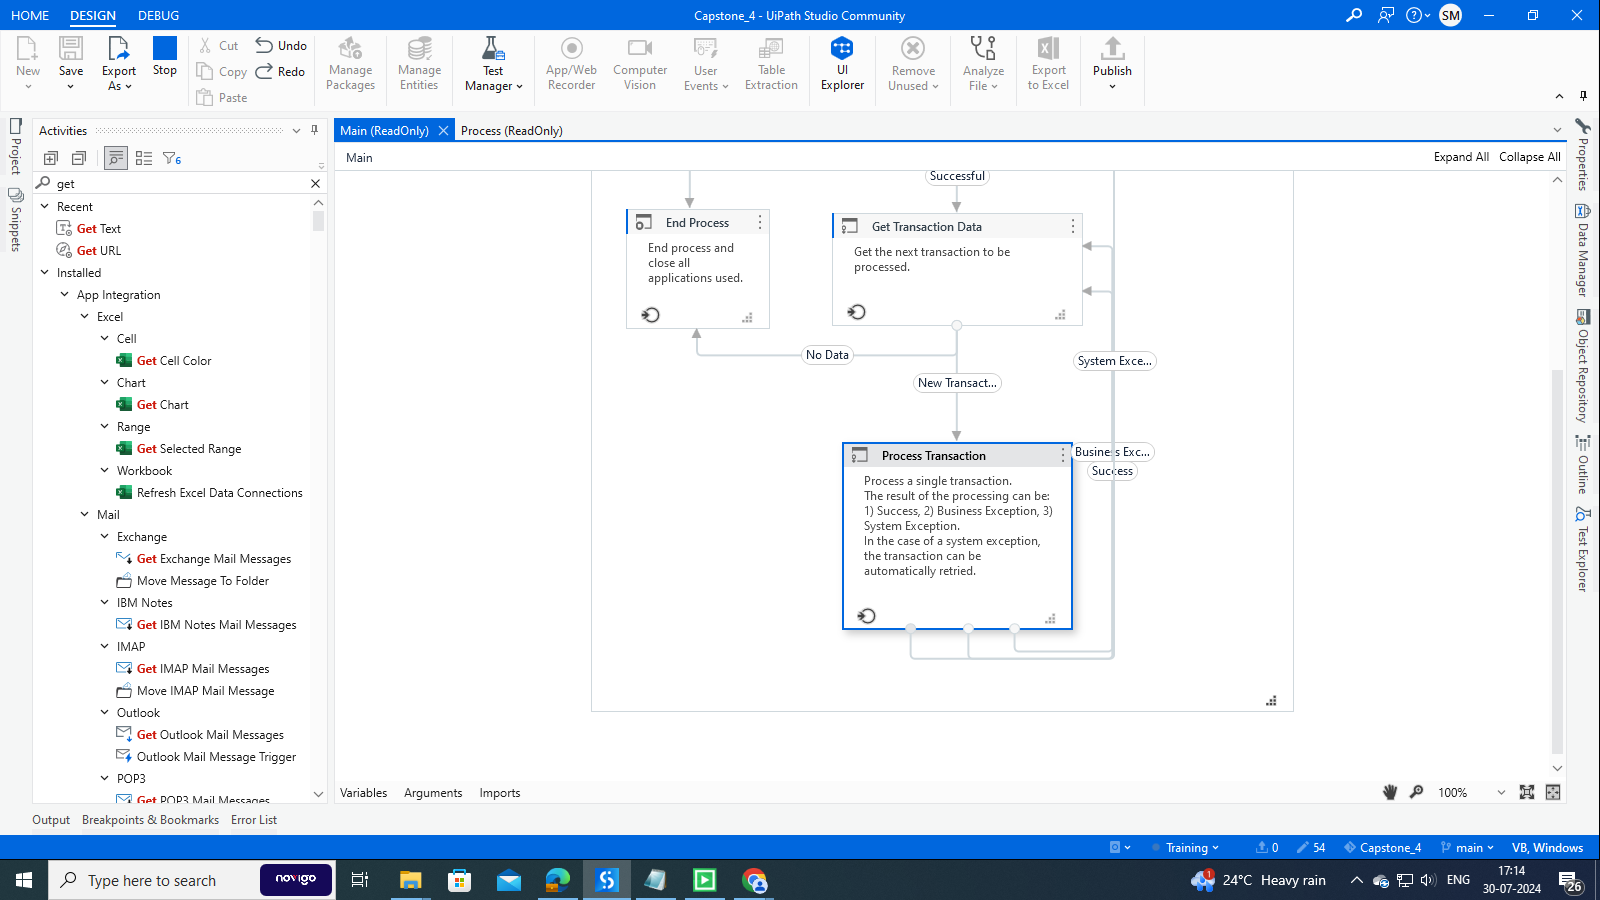 HOME DESIGN DEBUG
Capstone_4 - UiPath Studio Community
SM
New
Save
Export As
Stop
Cut
Copy
Paste
Undo
Redo
Manage Packages
Manage Entities
Test Manager
App/Web Recorder
Computer Vision
User Events
Table Extraction
UI Explorer
Remove Unused
Analyze File
Export to Excel
Publish
Project
Snippets
Activities
6
get
Recent
Get Text
Get URL
Installed
App Integration
Excel
Cell
Get Cell Color
Chart
Get Chart
Range
Get Selected Range
Workbook
Refresh Excel Data Connections
Mail
Exchange
Get Exchange Mail Messages
Move Message To Folder
IBM Notes
Get IBM Notes Mail Messages
IMAP
Get IMAP Mail Messages
Move IMAP Mail Message
Outlook
Get Outlook Mail Messages
Outlook Mail Message Trigger
POP3
Get POP3 Mail Messages
Main (ReadOnly)
Process (ReadOnly)
Main
Expand All Collapse All
Successful
End Process
End process and
close all
applications used.
Get Transaction Data
Get the next transaction to be
processed.
No Data
New Transact...
System Exce...
Business Exc...
Success
Process Transaction
Process a single transaction.
The result of the processing can be:
1) Success, 2) Business Exception, 3)
System Exception.
In the case of a system exception,
the transaction can be
automatically retried.
Variables Arguments Imports
100%
Properties
Data Manager
Object Repository
Outline
Test Explorer
Output Breakpoints & Bookmarks Error List
Training
0
54
Capstone_4
main
VB, Windows
Type here to search
novigo
1
24°C Heavy rain
ENG
17:14
30-07-2024
26